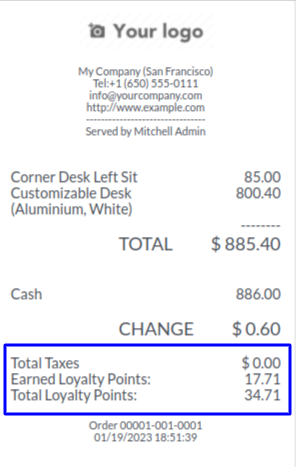 Your logo
My Company (San Francisco)
Tel:+1 (650) 555-0111
info@yourcompany.com
http://www.example.com
--------------------------------
Served by Mitchell Admin
Corner Desk Left Sit 85.00
Customizable Desk 800.40
(Aluminium, White)
--------
TOTAL $ 885.40
Cash 886.00
CHANGE $ 0.60
Total Taxes $ 0.00
Earned Loyalty Points: 17.71
Total Loyalty Points: 34.71
Order 00001-001-0001
01/19/2023 18:51:39